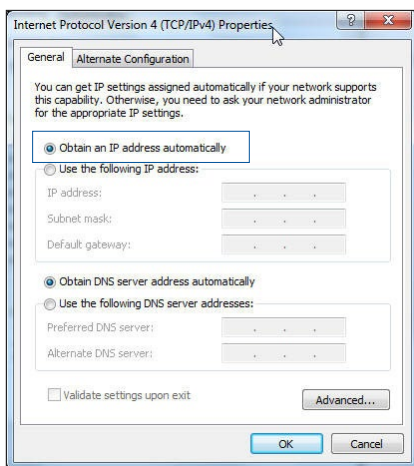 Internet Protocol Version 4 (TCP/IPv4) Properties
General
Alternate Configuration
You can get IP settings assigned automatically if your network supports
this capability. Otherwise, you need to ask your network administrator
for the appropriate IP settings.
Obtain an IP address automatically
Use the following IP address:
IP address:
Subnet mask:
Default gateway:
Obtain DNS server address automatically
Use the following DNS server addresses:
Preferred DNS server:
Alternate DNS server:
Validate settings upon exit
Advanced...
OK
Cancel